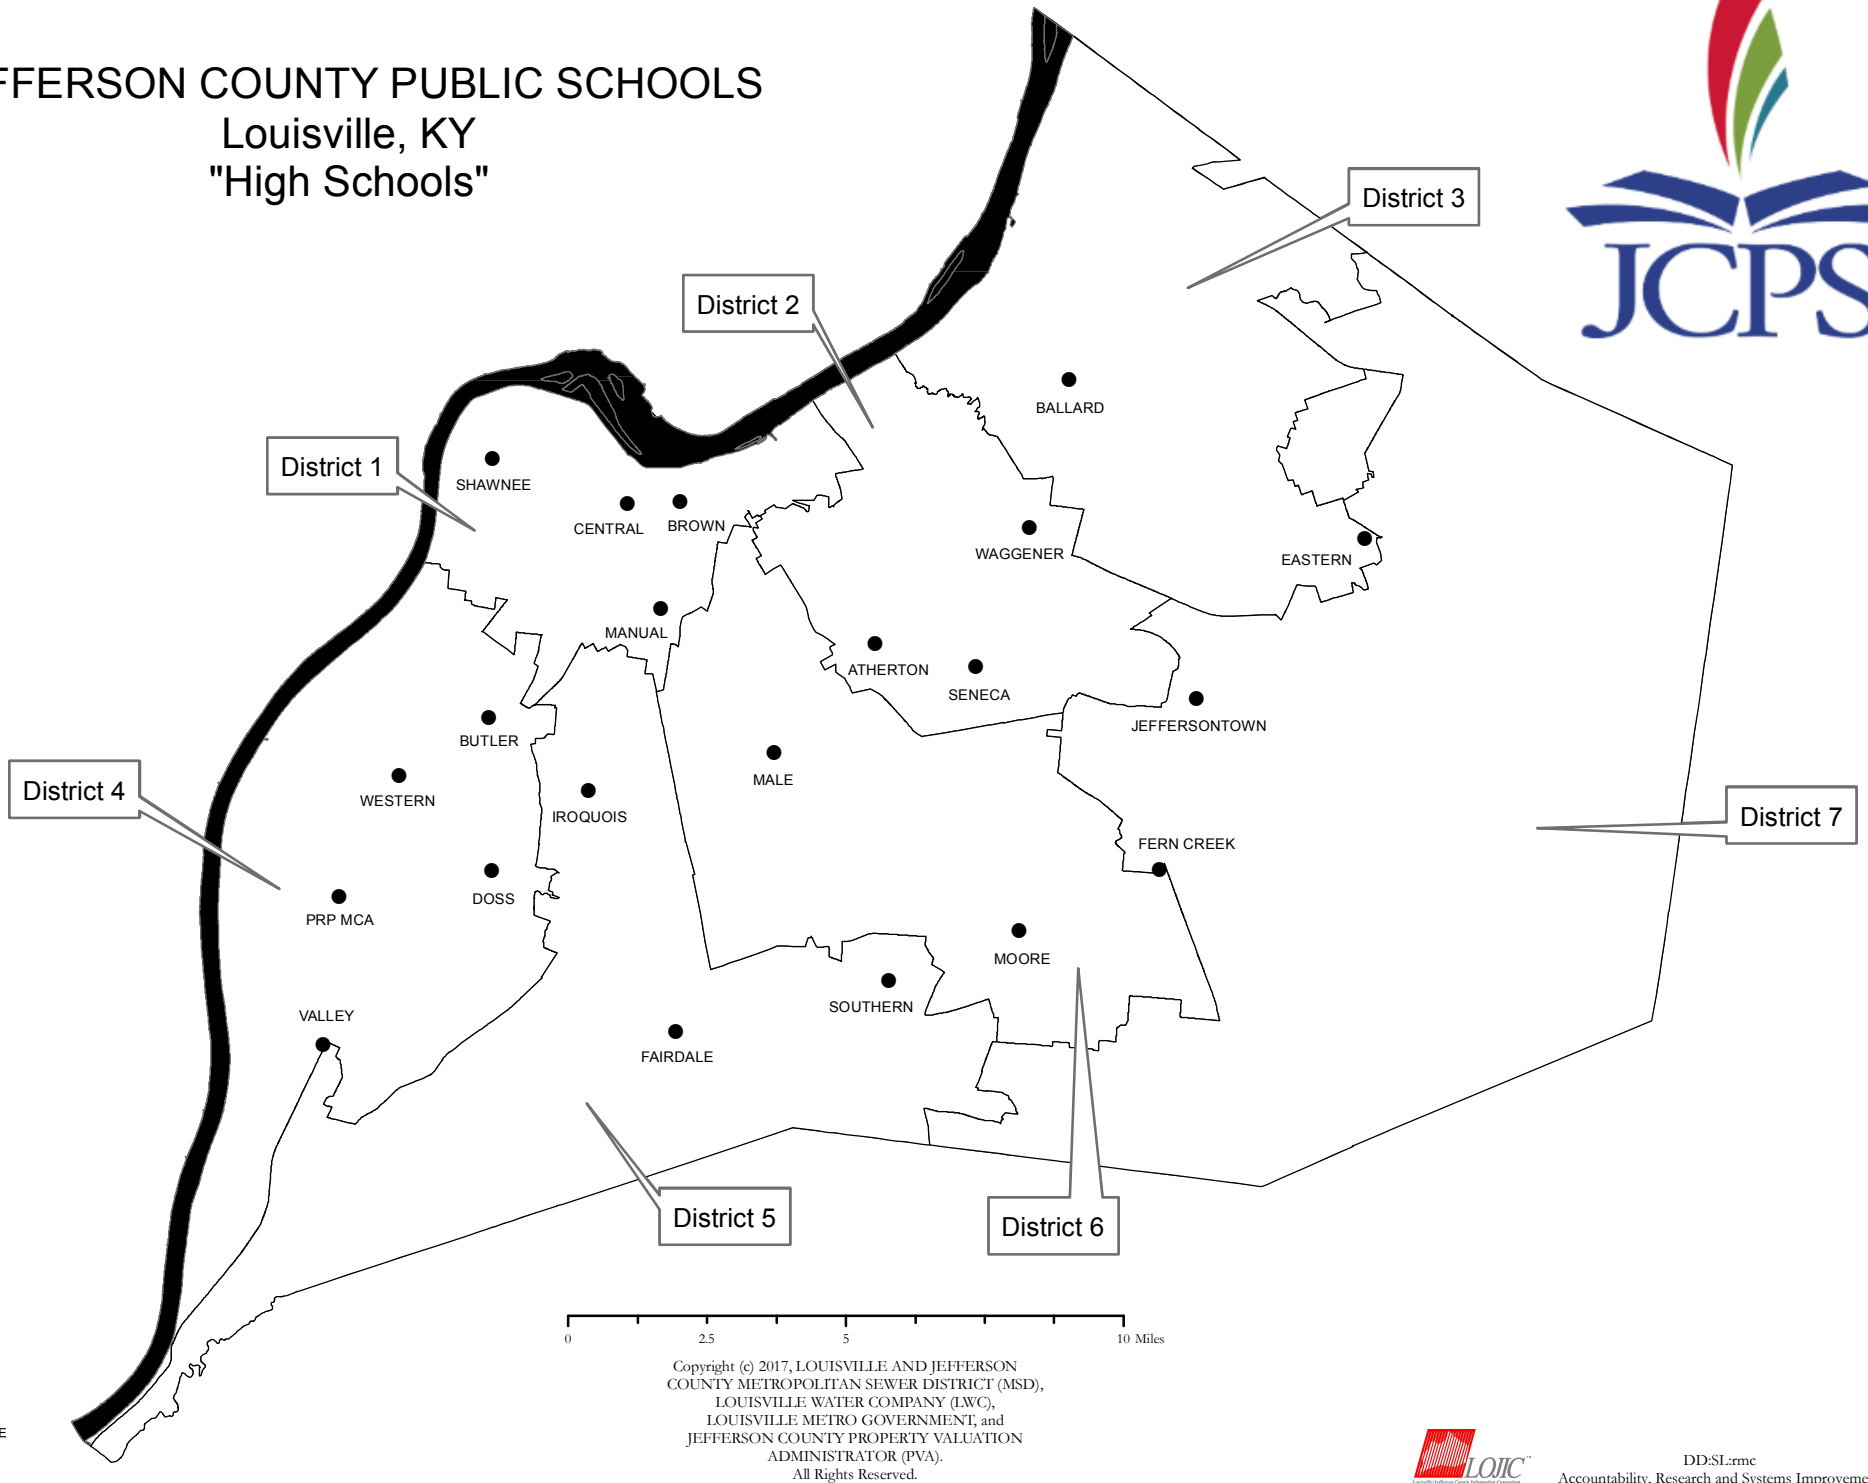 FFERSON COUNTY PUBLIC SCHOOLS
Louisville, KY
"High Schools"
JCPS
District 3
District 2
BALLARD
District 1
SHAWNEE
CENTRAL
BROWN
WAGGENER
EASTERN
MANUAL
ATHERTON
SENECA
JEFFERSONTOWN
BUTLER
MALE
District 4
WESTERN
IROQUOIS
District 7
FERN CREEK
DOSS
PRP MCA
MOORE
SOUTHERN
VALLEY
FAIRDALE
District 5
District 6
0 2.5 5 10 Miles
Copyright (c) 2017, LOUISVILLE AND JEFFERSON
COUNTY METROPOLITAN SEWER DISTRICT (MSD),
LOUISVILLE WATER COMPANY (LWC),
LOUISVILLE METRO GOVERNMENT, and
JEFFERSON COUNTY PROPERTY VALUATION
ADMINISTRATOR (PVA).
All Rights Reserved.
E
LOJIC
DD:SL:rmc
Accountability, Research and Systems Improveme